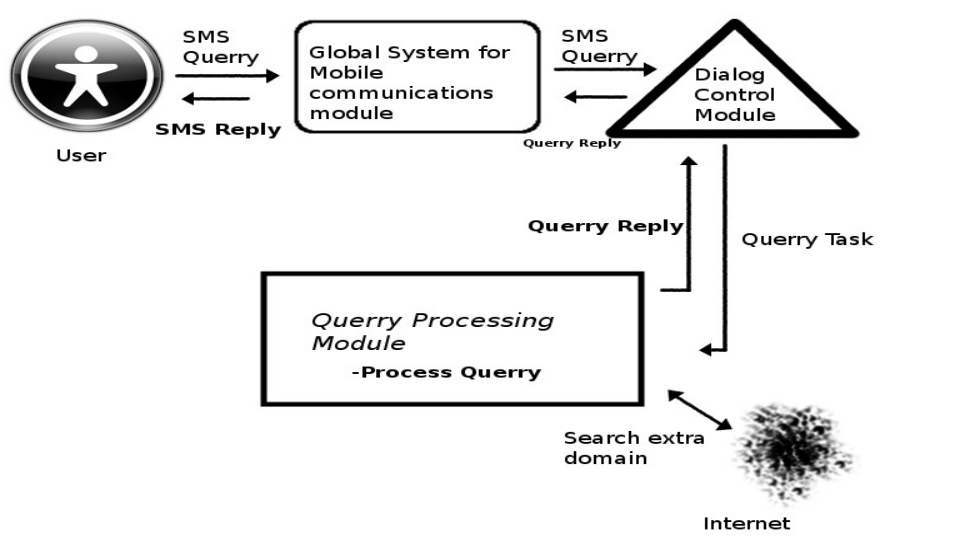 SMS
Querry
SMS Reply
User
Global System for
Mobile
communications
module
SMS
Querry
Querry Reply
Dialog
Control
Module
Querry Reply
Querry Task
Querry Processing
Module
-Process Querry
Search extra
domain
Internet